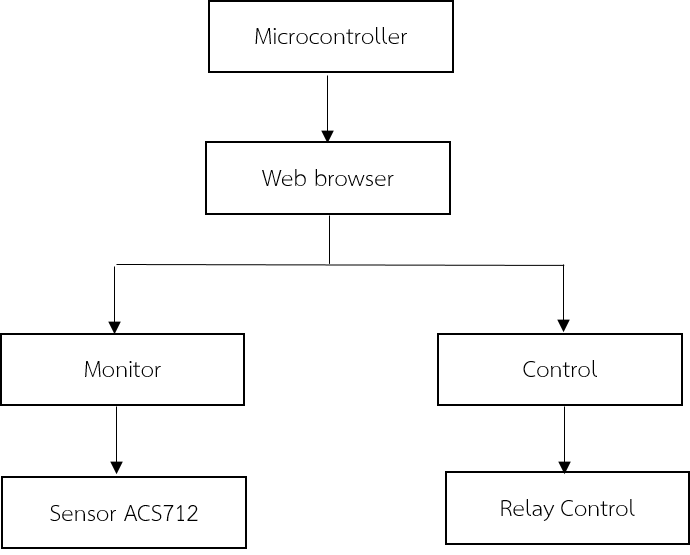 Microcontroller
Web browser
Monitor
Control
Sensor ACS712
Relay Control